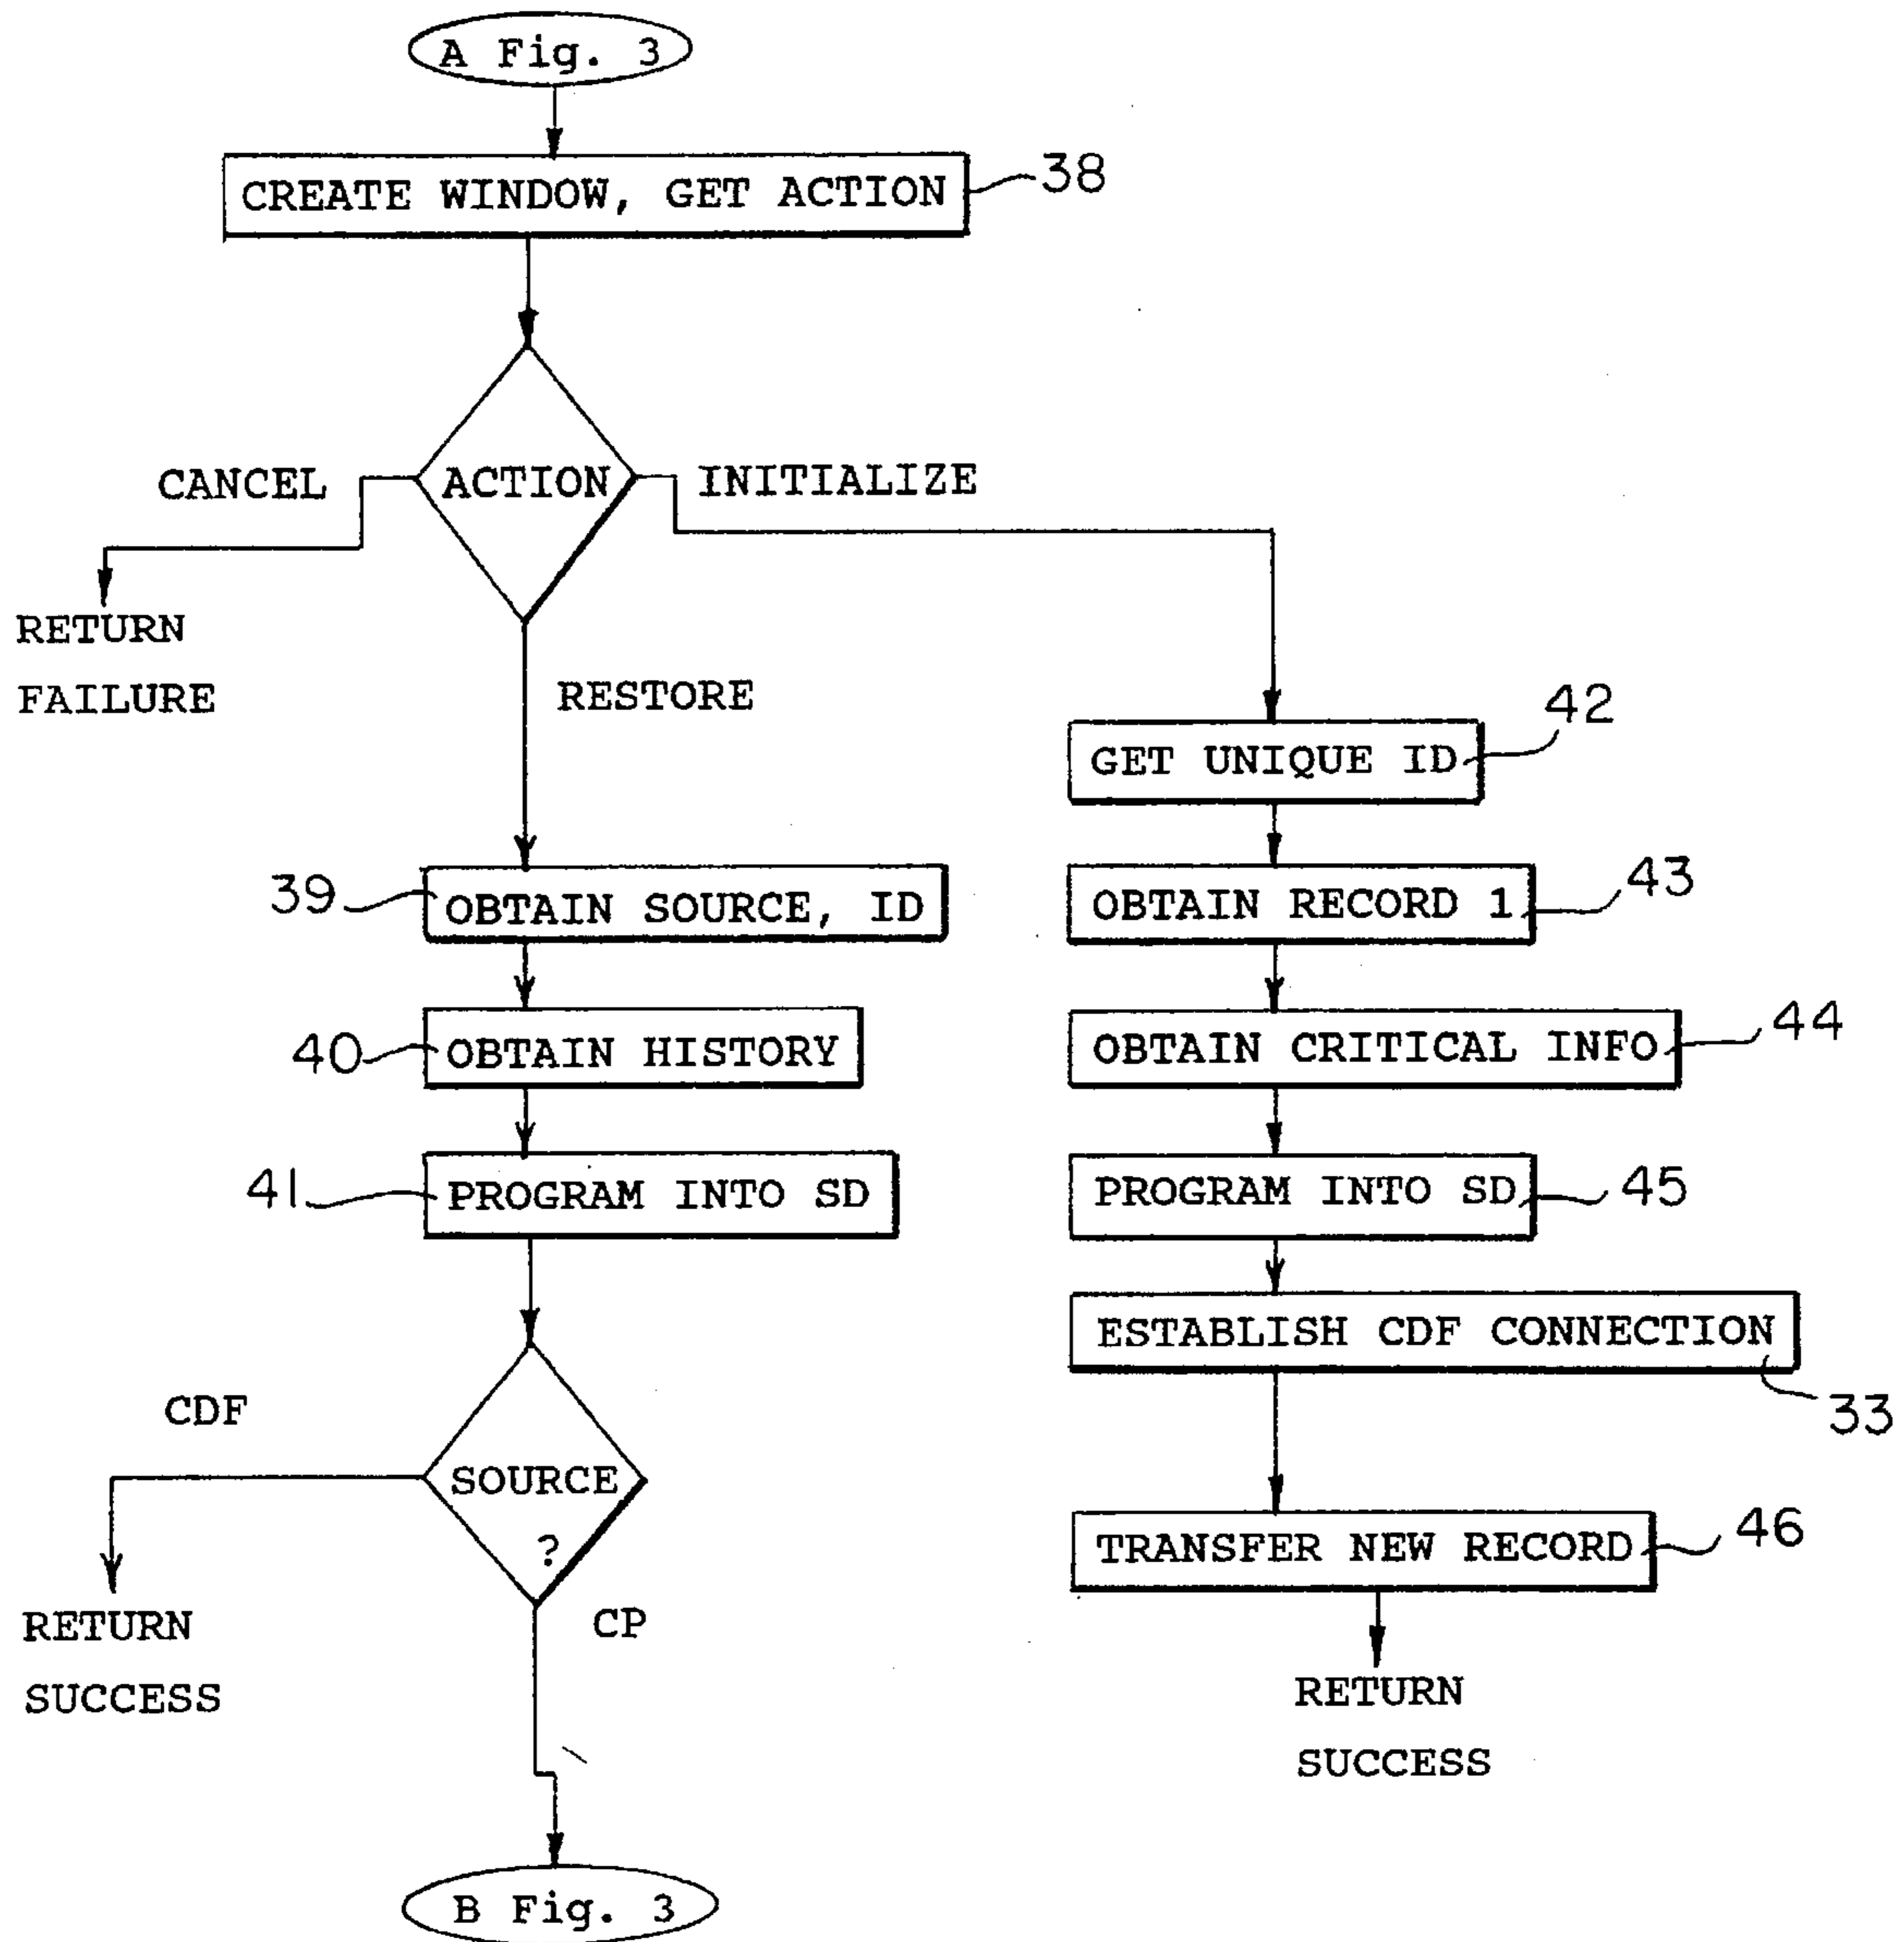 A Fig. 3
CREATE WINDOW, GET ACTION
38
ACTION
CANCEL
INITIALIZE
RETURN
FAILURE
RESTORE
42
GET UNIQUE ID
39
OBTAIN SOURCE, ID
OBTAIN RECORD 1
43
40
OBTAIN HISTORY
OBTAIN CRITICAL INFO
44
41
PROGRAM INTO SD
PROGRAM INTO SD
45
ESTABLISH CDF CONNECTION
33
CDF
SOURCE
?
CP
RETURN
SUCCESS
TRANSFER NEW RECORD
46
RETURN
SUCCESS
B Fig. 3